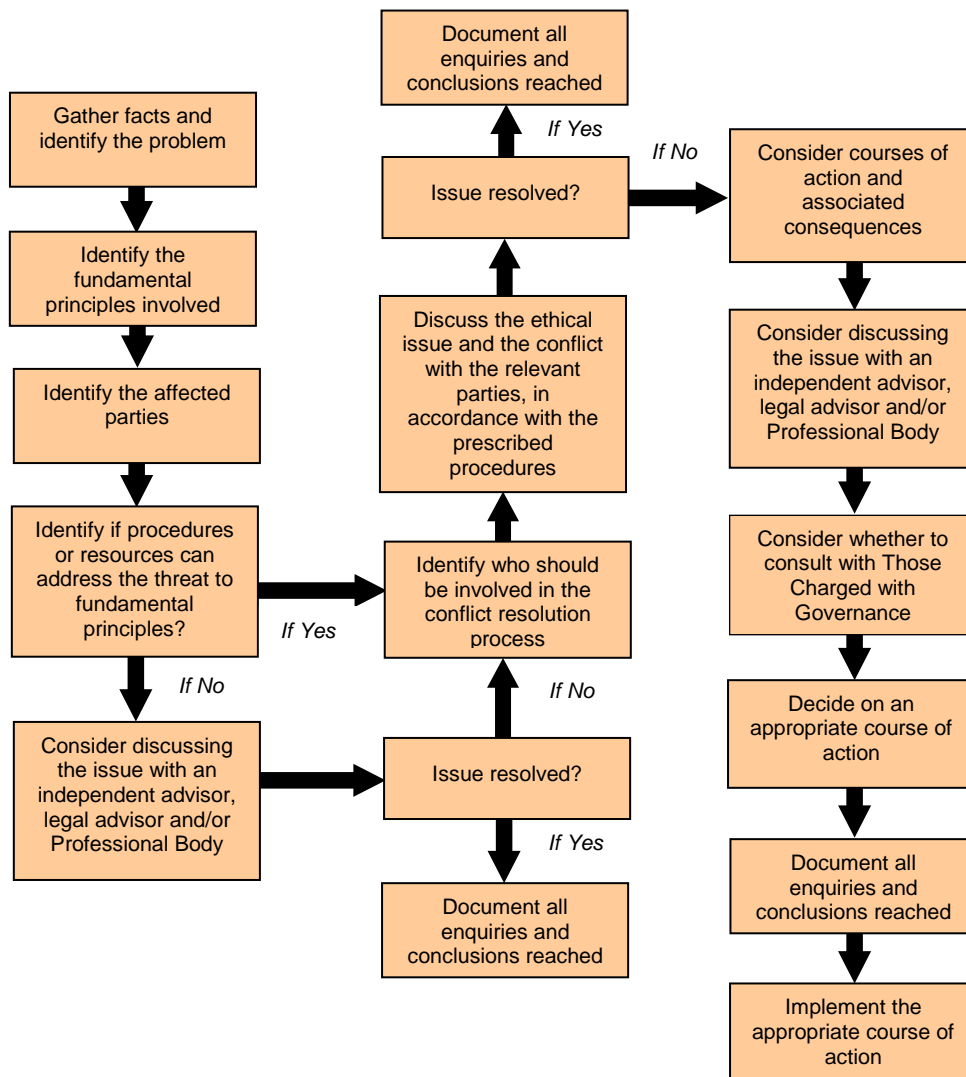 Gather facts and
identify the problem
Identify the
fundamental
principles involved
Identify the affected
parties
Identify if procedures
or resources can
address the threat to
fundamental
principles?
If Yes
If No
Consider discussing
the issue with an
independent advisor,
legal advisor and/or
Professional Body
Document all
enquiries and
conclusions reached
If Yes
Issue resolved?
If No
Discuss the ethical
issue and the conflict
with the relevant
parties, in
accordance with the
prescribed
procedures
Identify who should
be involved in the
conflict resolution
process
If No
Issue resolved?
If Yes
Document all
enquiries and
conclusions reached
Consider courses of
action and
associated
consequences
Consider discussing
the issue with an
independent advisor,
legal advisor and/or
Professional Body
Consider whether to
consult with Those
Charged with
Governance
Decide on an
appropriate course of
action
Document all
enquiries and
conclusions reached
Implement the
appropriate course of
action